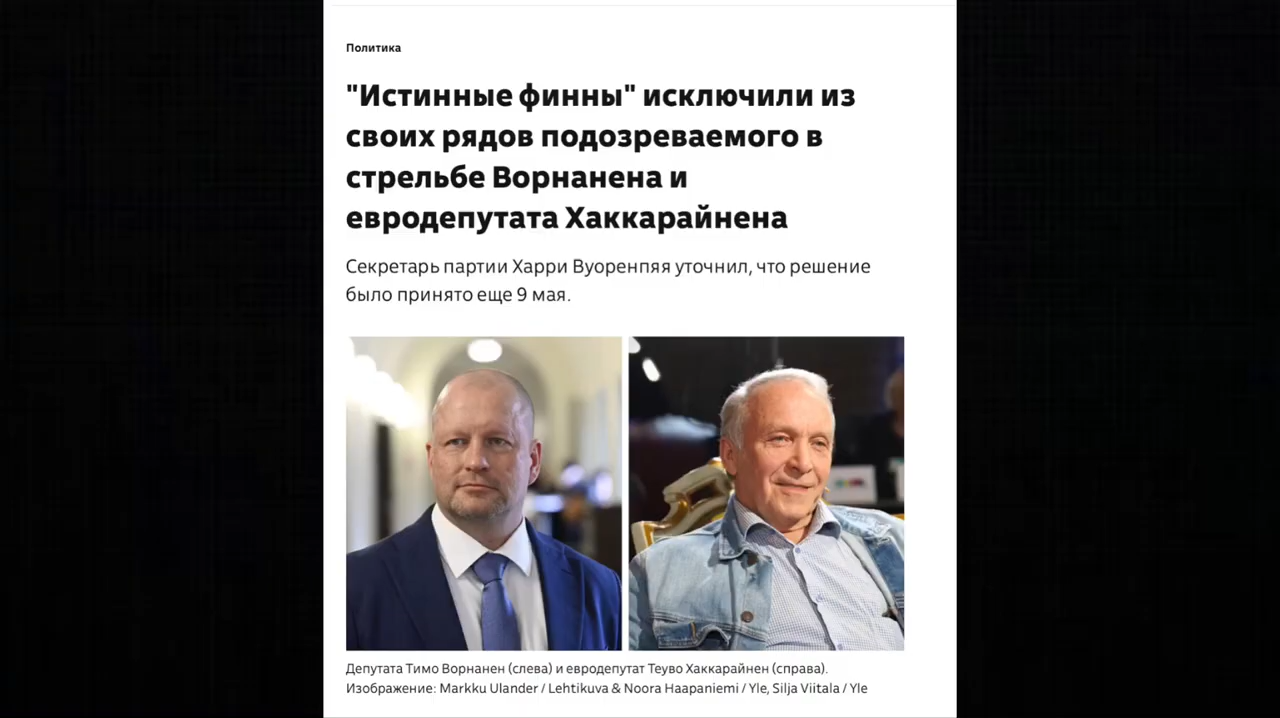 Политика
"Истинные финны" исключили из
своих рядов подозреваемого в
стрельбе Ворнанена и
евродепутата Хаккарайнена
Секретарь партии Харри Вуоренпяя уточнил, что решение
было принято еще 9 мая.
Депутата Тимо Ворнанен (слева) и евродепутат Теуво Хаккарайнен (справа).
Изображение: Markku Ulander / Lehtikuva & Noora Haapaniemi / Yle, Silja Viitala / Yle